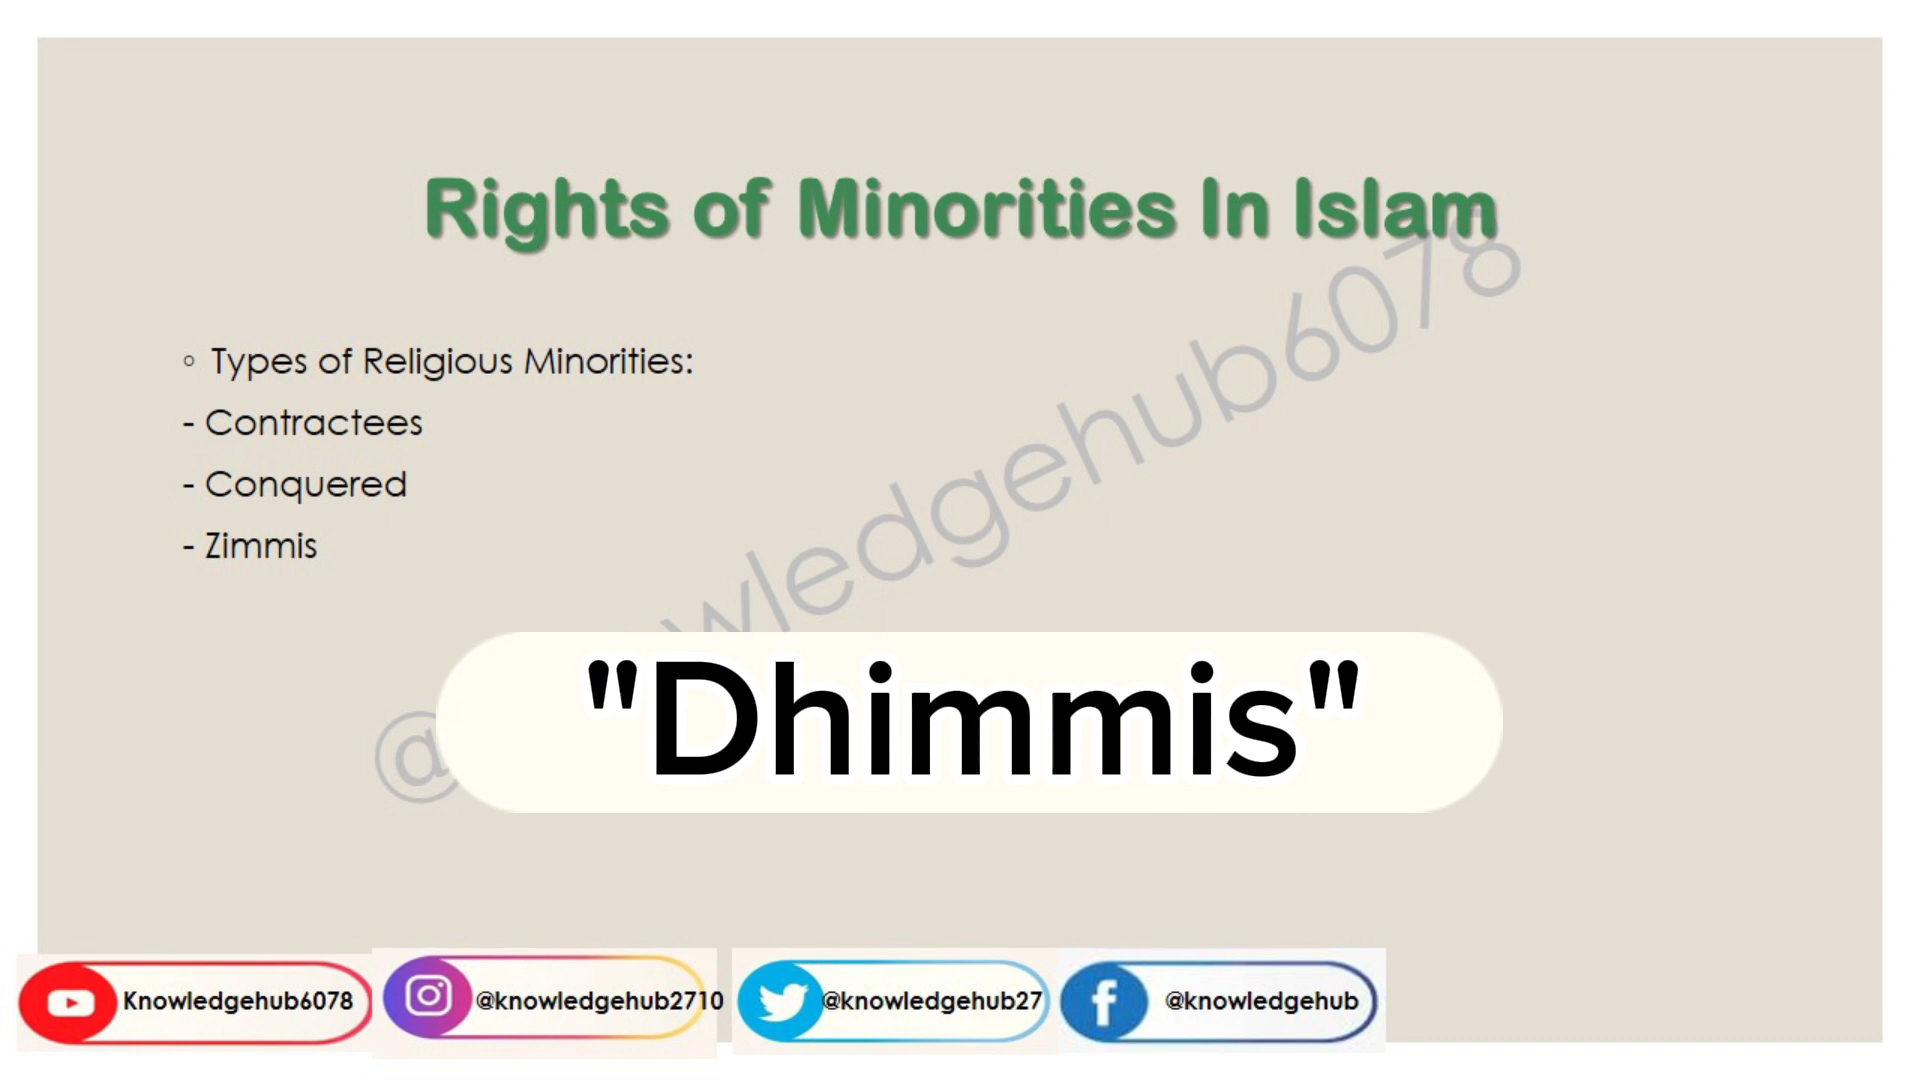 Rights of Minorities In Islam
◦ Types of Religious Minorities:
- Contractees
- Conquered
- Zimmis
"Dhimmis"
Knowledgehub6078
@knowledgehub2710
@knowledgehub27
@knowledgehub